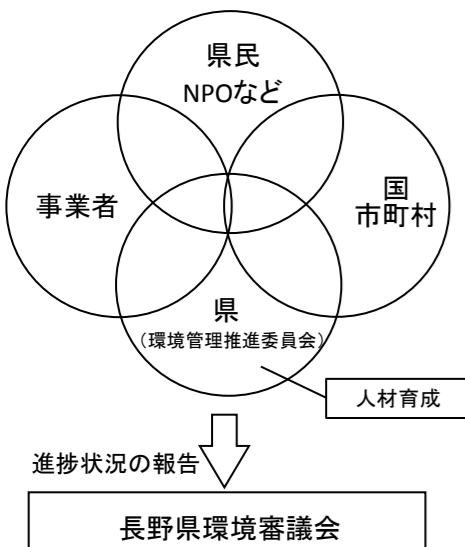 県民
NPOなど
事業者
国
市町村
県
（環境管理推進委員会）
人材育成
進捗状況の報告
長野県環境審議会